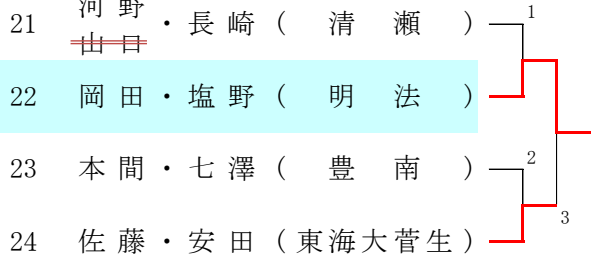 河野
21 山口・長崎(清瀬) 1
22 岡田・塩野(明法)
23 本間・七澤(豊南) 2
3
24 佐藤・安田(東海大菅生)